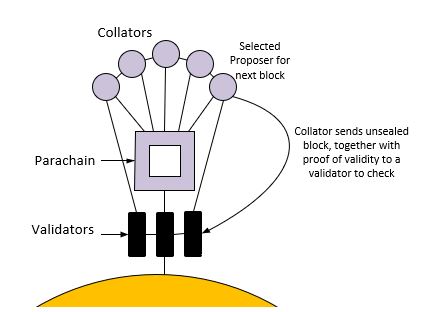 Collators
Selected
Proposer for
next block
Collator sends unsealed
block, together with
proof of validity to a
validator to check
Parachain
Validators